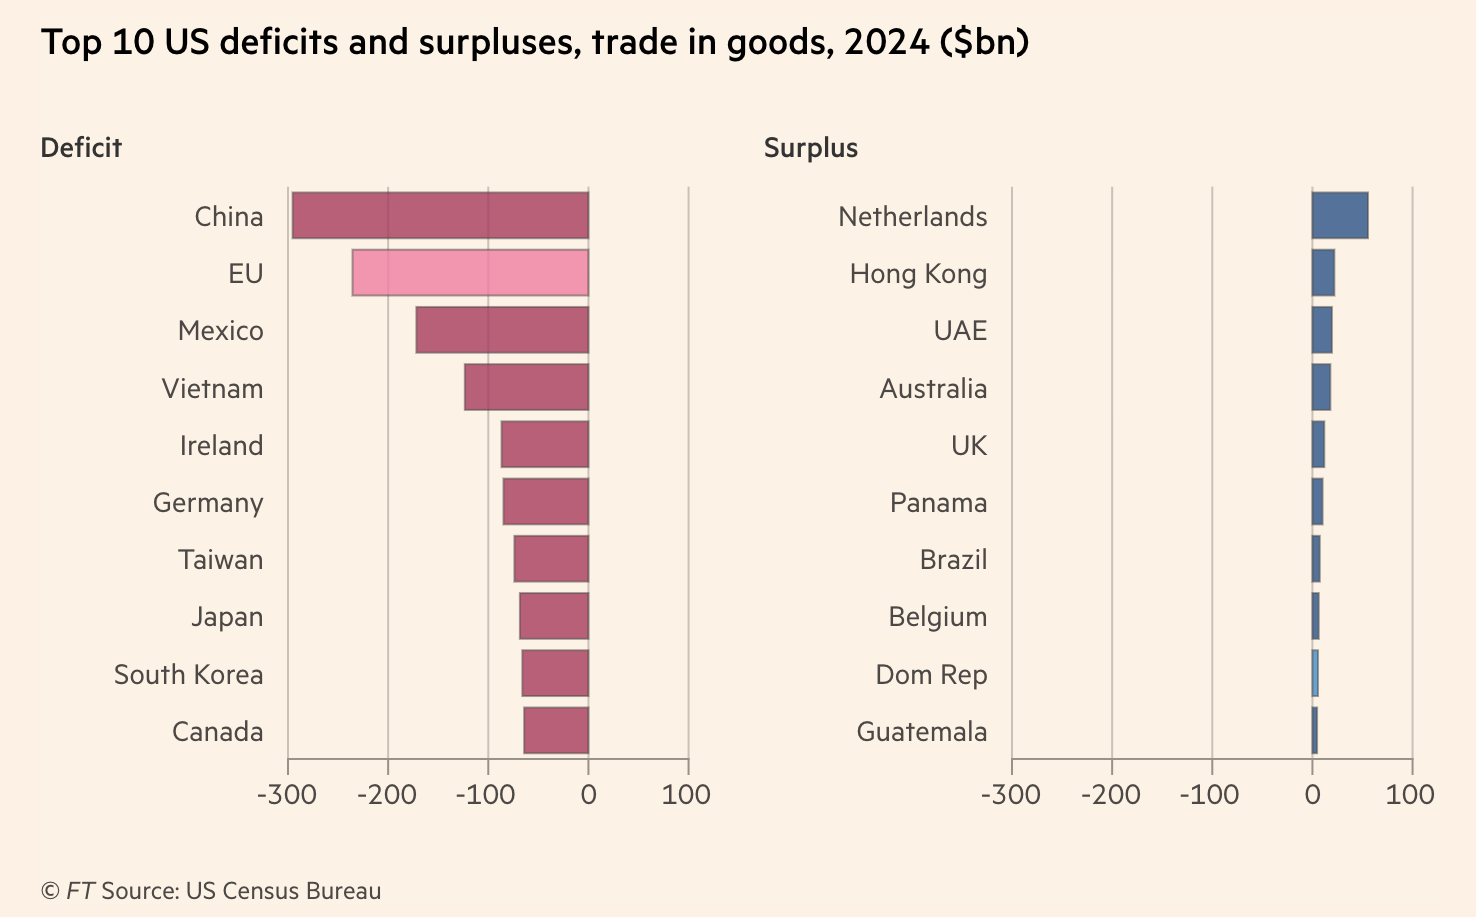 Top 10 US deficits and surpluses, trade in goods, 2024 ($bn)
Deficit
China
EU
Mexico
Vietnam
Ireland
Germany
Taiwan
Japan
South Korea
Canada
-300 -200 -100 0 100
Surplus
Netherlands
Hong Kong
UAE
Australia
UK
Panama
Brazil
Belgium
Dom Rep
Guatemala
-300 -200 -100 0 100
© FT Source: US Census Bureau